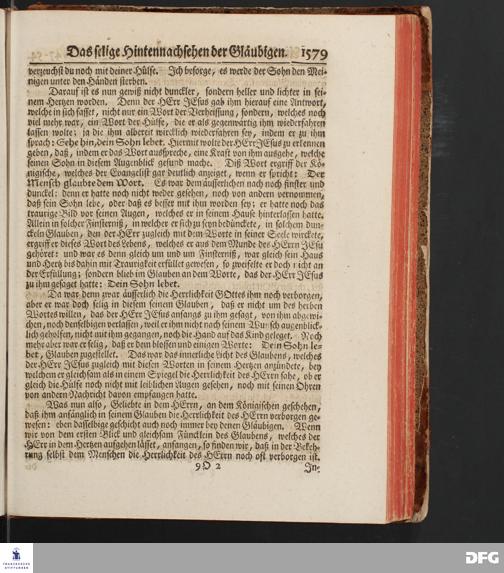 Das selige Hintennachsehen der Gläubigen. 1579
verzeuchst du noch mit deiner Hülfe. Ich besorge, es werde der Sohn den Mei-
nigen unter den Händen sterben.
Darauf ist es nun gewiß nicht dunckler, sondern heller und lichter in sei-
nem Hertzen worden. Denn der HErr JEsus gab ihm hierauf eine Antwort,
welche in sich fasset, nicht nur ein Wort der Verheissung, sondern, welches noch
viel mehr war, ein Wort der Hülfe, die er als gegenwärtig ihm wiederfahren
lassen wolte; ja die ihm albereit wircklich wiederfahren sey, indem er zu ihm
sprach: Gehe hin, dein Sohn lebet. Hiermit wolte der HErr JEsus zu erkennen
geben, daß, indem er das Wort ausspreche, eine Kraft von ihm ausgehe, welche
seinen Sohn in diesem Augenblick gesund mache. Diß Wort ergriff der Kö-
nigische, welches der Evangelist gar deutlich anzeiget, wenn er spricht: Der
Mensch glaubte dem Wort. Es war dem äusserlichen nach noch finster und
dunckel: denn er hatte noch nicht weder gesehen, noch von andern vernommen,
daß sein Sohn lebe, oder daß es besser mit ihm worden sey; er hatte noch das
traurige Bild vor seinen Augen, welches er in seinem Hause hinterlassen hatte.
Allein in solcher Finsterniß, in welcher er sich zu seyn bedünckete, in solchem dun-
ckeln Glauben, den der HErr zugleich mit dem Worte in seiner Seele wirckete,
ergriff er dieses Wort des Lebens, welches er aus dem Munde des HErrn JEsu
gehöret: und war es denn gleich um und um Finsterniß, war gleich sein Haus
und Hertz bis dahin mit Traurigkeit erfüllet gewesen, so zweifelte er doch nicht an
der Erfüllung; sondern blieb im Glauben an dem Worte, das der HErr JEsus
zu ihm gesagt hatte: Dein Sohn lebet.
Da war denn zwar äusserlich die Herrlichkeit GOttes ihm noch verborgen,
aber er war doch selig in diesem seinen Glauben, daß er nicht um des herben
Wortes willen, das der HErr JEsus anfangs zu ihm gesagt, von ihm abgewi-
chen, noch denselbigen verlassen, weil er ihm nicht nach seinem Wunsch augenblick-
lich geholfen, nicht mit ihm gegangen, noch die Hand auf das Kind geleget. Noch
mehr aber war er selig, daß er dem blossen und einigen Worte: Dein Sohn le-
bet, Glauben zugestellet. Das war das innerliche Licht des Glaubens, welches
der HErr JEsus zugleich mit diesen Worten in seinem Hertzen anzündete, bey
welchem er gleichsam als in einem Spiegel die Herrlichkeit des HErrn sahe, ob er
gleich die Hülfe noch nicht mit leiblichen Augen gesehen, noch mit seinen Ohren
von andern Nachricht davon empfangen hatte.
Was nun also, Geliebte in dem HErrn, an dem Königischen geschehen,
daß ihm anfänglich in seinem Glauben die Herrlichkeit des HErrn verborgen ge-
wesen: eben dasselbige geschicht auch noch immer bey denen Gläubigen. Wenn
wir von dem ersten Blick und gleichsam Füncklein des Glaubens, welches der
HErr in dem Hertzen aufgehen lässet, anfangen, so finden wir, daß in der Bekeh-
rung selbst dem Menschen die Herrlichkeit des HErrn noch oft verborgen ist.
9 O 2 In-
FRANCKESCHE
STIFTUNGEN
DFG